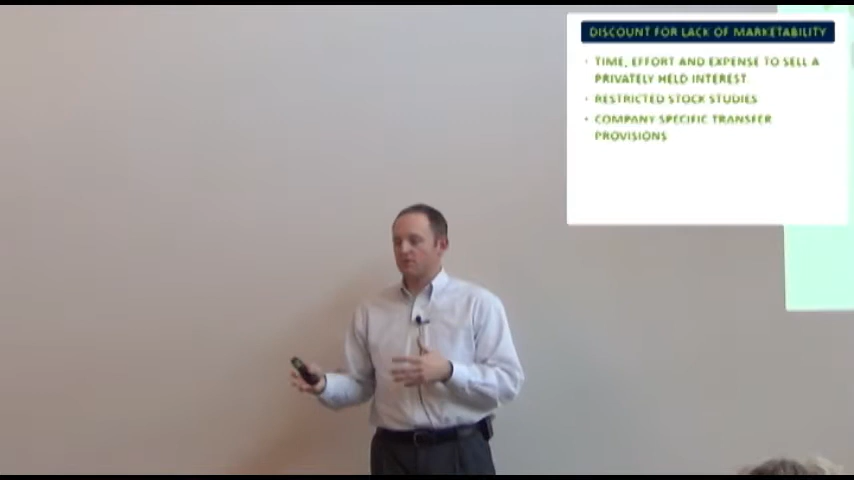 DISCOUNT FOR LACK OF MARKETABILITY
· TIME, EFFORT AND EXPENSE TO SELL A
PRIVATELY HELD INTEREST
· RESTRICTED STOCK STUDIES
· COMPANY SPECIFIC TRANSFER
PROVISIONS